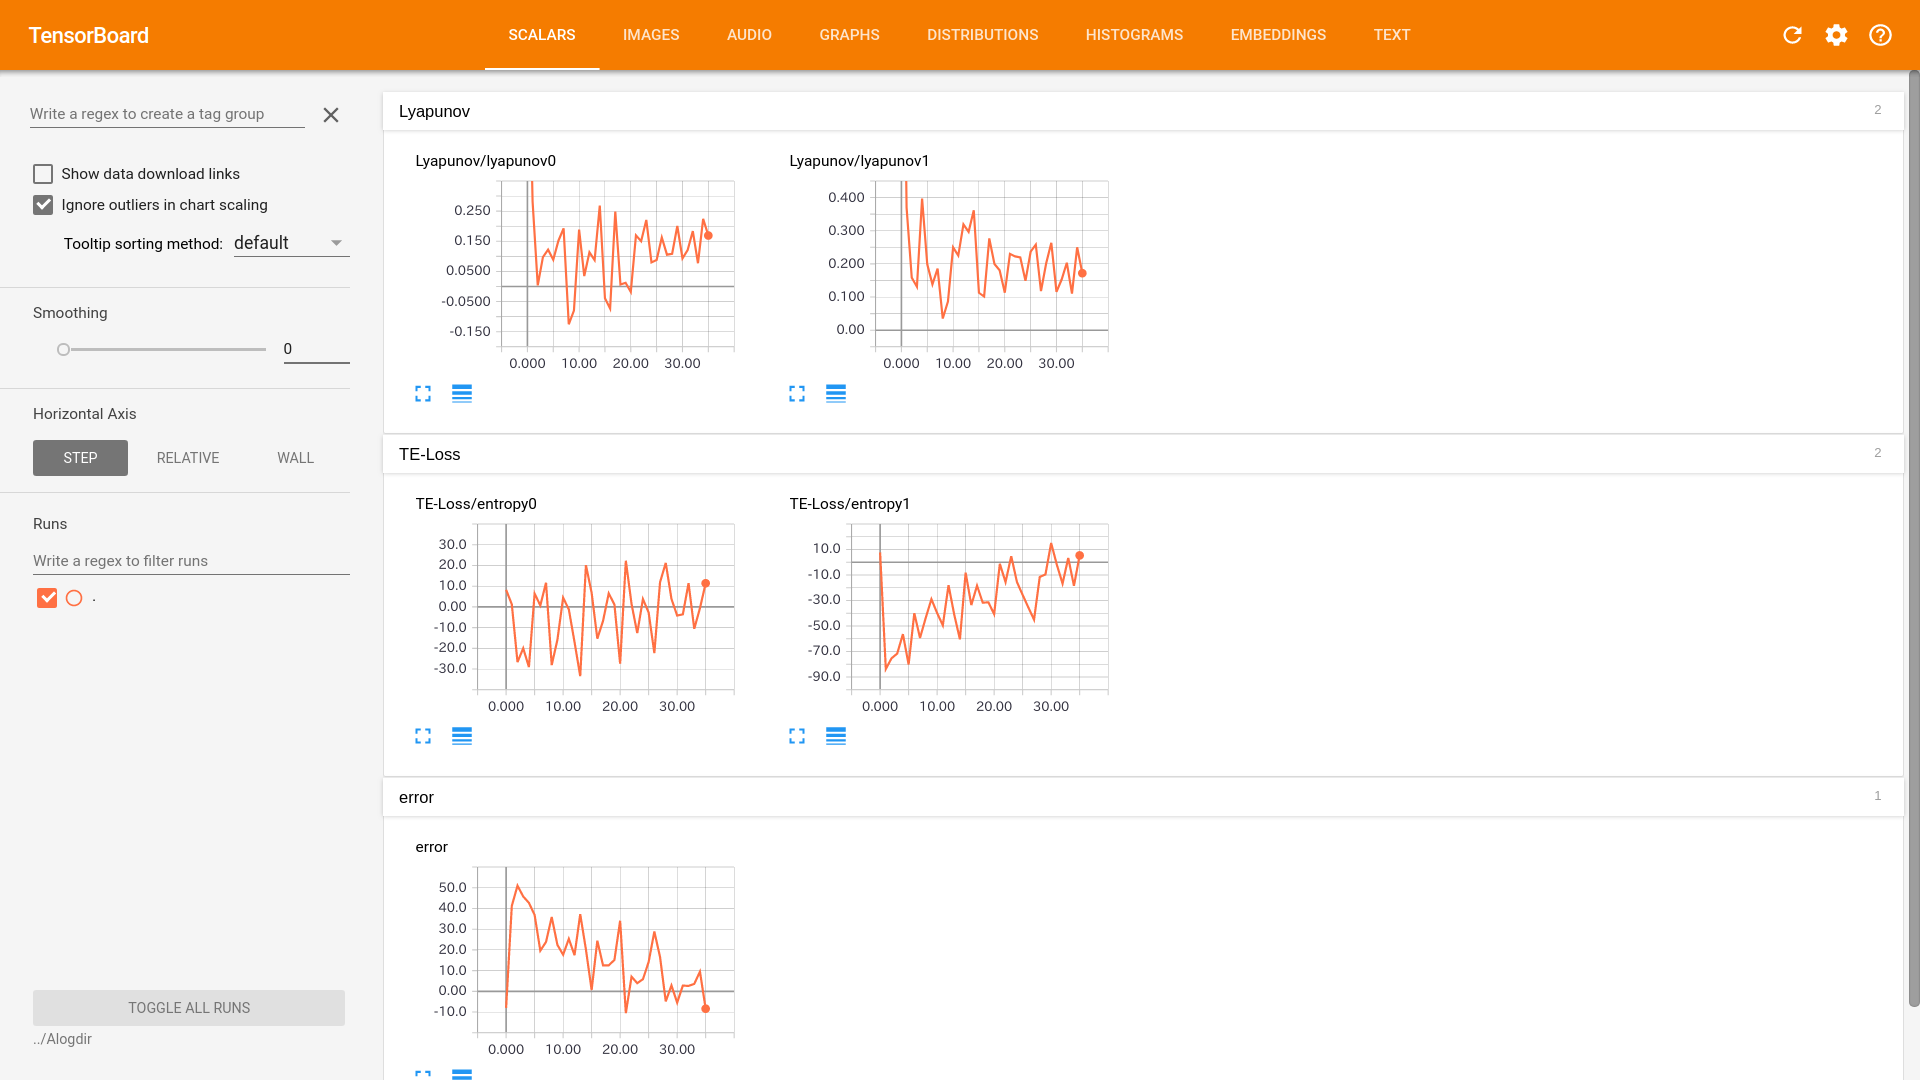 TensorBoard
SCALARS IMAGES AUDIO GRAPHS DISTRIBUTIONS HISTOGRAMS EMBEDDINGS TEXT
Write a regex to create a tag group
Show data download links
Ignore outliers in chart scaling
Tooltip sorting method: default
Smoothing
0
Horizontal Axis
STEP RELATIVE WALL
Runs
Write a regex to filter runs
.
TOGGLE ALL RUNS
../Alogdir
Lyapunov 2
Lyapunov/lyapunov0
0.250
0.150
0.0500
-0.0500
-0.150
0.000 10.00 20.00 30.00
Lyapunov/lyapunov1
0.400
0.300
0.200
0.100
0.00
0.000 10.00 20.00 30.00
TE-Loss 2
TE-Loss/entropy0
30.0
20.0
10.0
0.00
-10.0
-20.0
-30.0
0.000 10.00 20.00 30.00
TE-Loss/entropy1
10.0
-10.0
-30.0
-50.0
-70.0
-90.0
0.000 10.00 20.00 30.00
error 1
error
50.0
40.0
30.0
20.0
10.0
0.00
-10.0
0.000 10.00 20.00 30.00